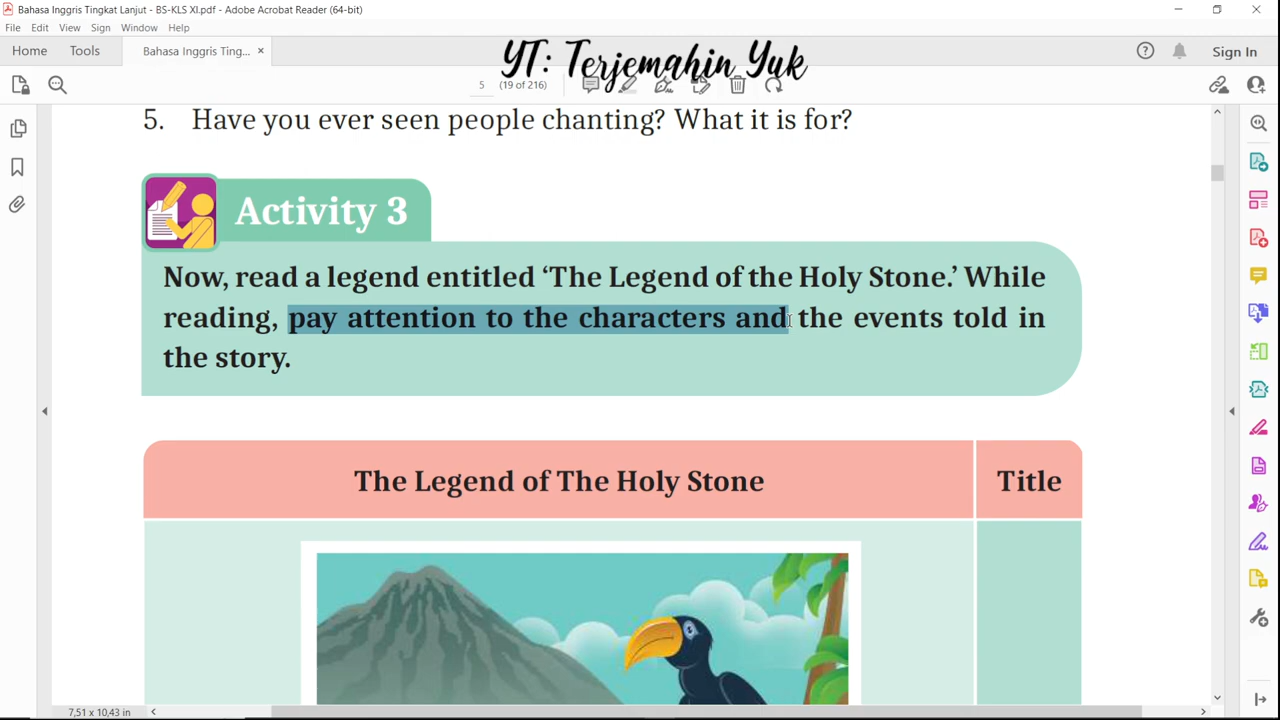 Bahasa Inggris Tingkat Lanjut - BS-KLS XI.pdf - Adobe Acrobat Reader (64-bit)
File Edit View Sign Window Help
Home Tools Bahasa Inggris Ting... × Sign In
YT: Terjemahin Yuk
5 (19 of 216)
5. Have you ever seen people chanting? What it is for?
Activity 3
Now, read a legend entitled ‘The Legend of the Holy Stone.’ While
reading, pay attention to the characters and the events told in
the story.
The Legend of The Holy Stone Title
7,51 x 10,43 in